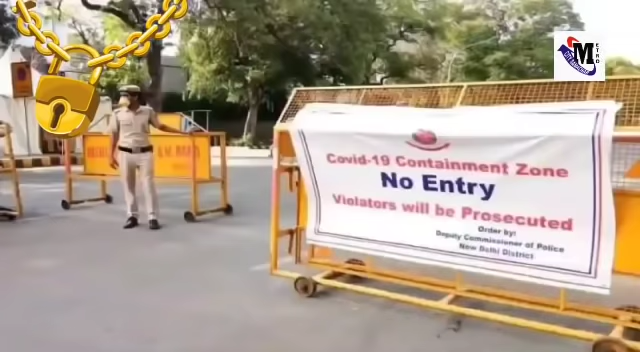 Covid-19 Containment Zone
No Entry
Violators will be Prosecuted
Order by:
Deputy Commissioner of Police
New Delhi District
M